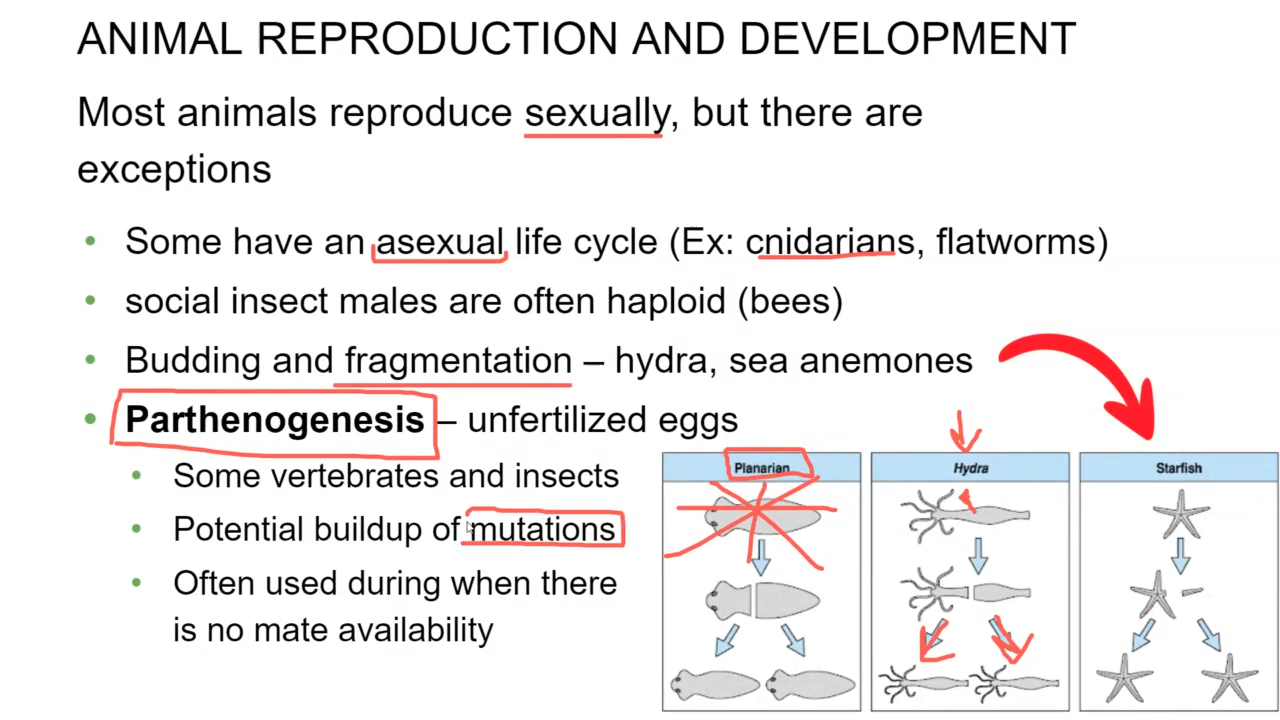 ANIMAL REPRODUCTION AND DEVELOPMENT
Most animals reproduce sexually, but there are
exceptions
• Some have an asexual life cycle (Ex: cnidarians, flatworms)
• social insect males are often haploid (bees)
• Budding and fragmentation – hydra, sea anemones
• Parthenogenesis – unfertilized eggs
• Some vertebrates and insects
• Potential buildup of mutations
• Often used during when there
is no mate availability
Planarian
Hydra
Starfish